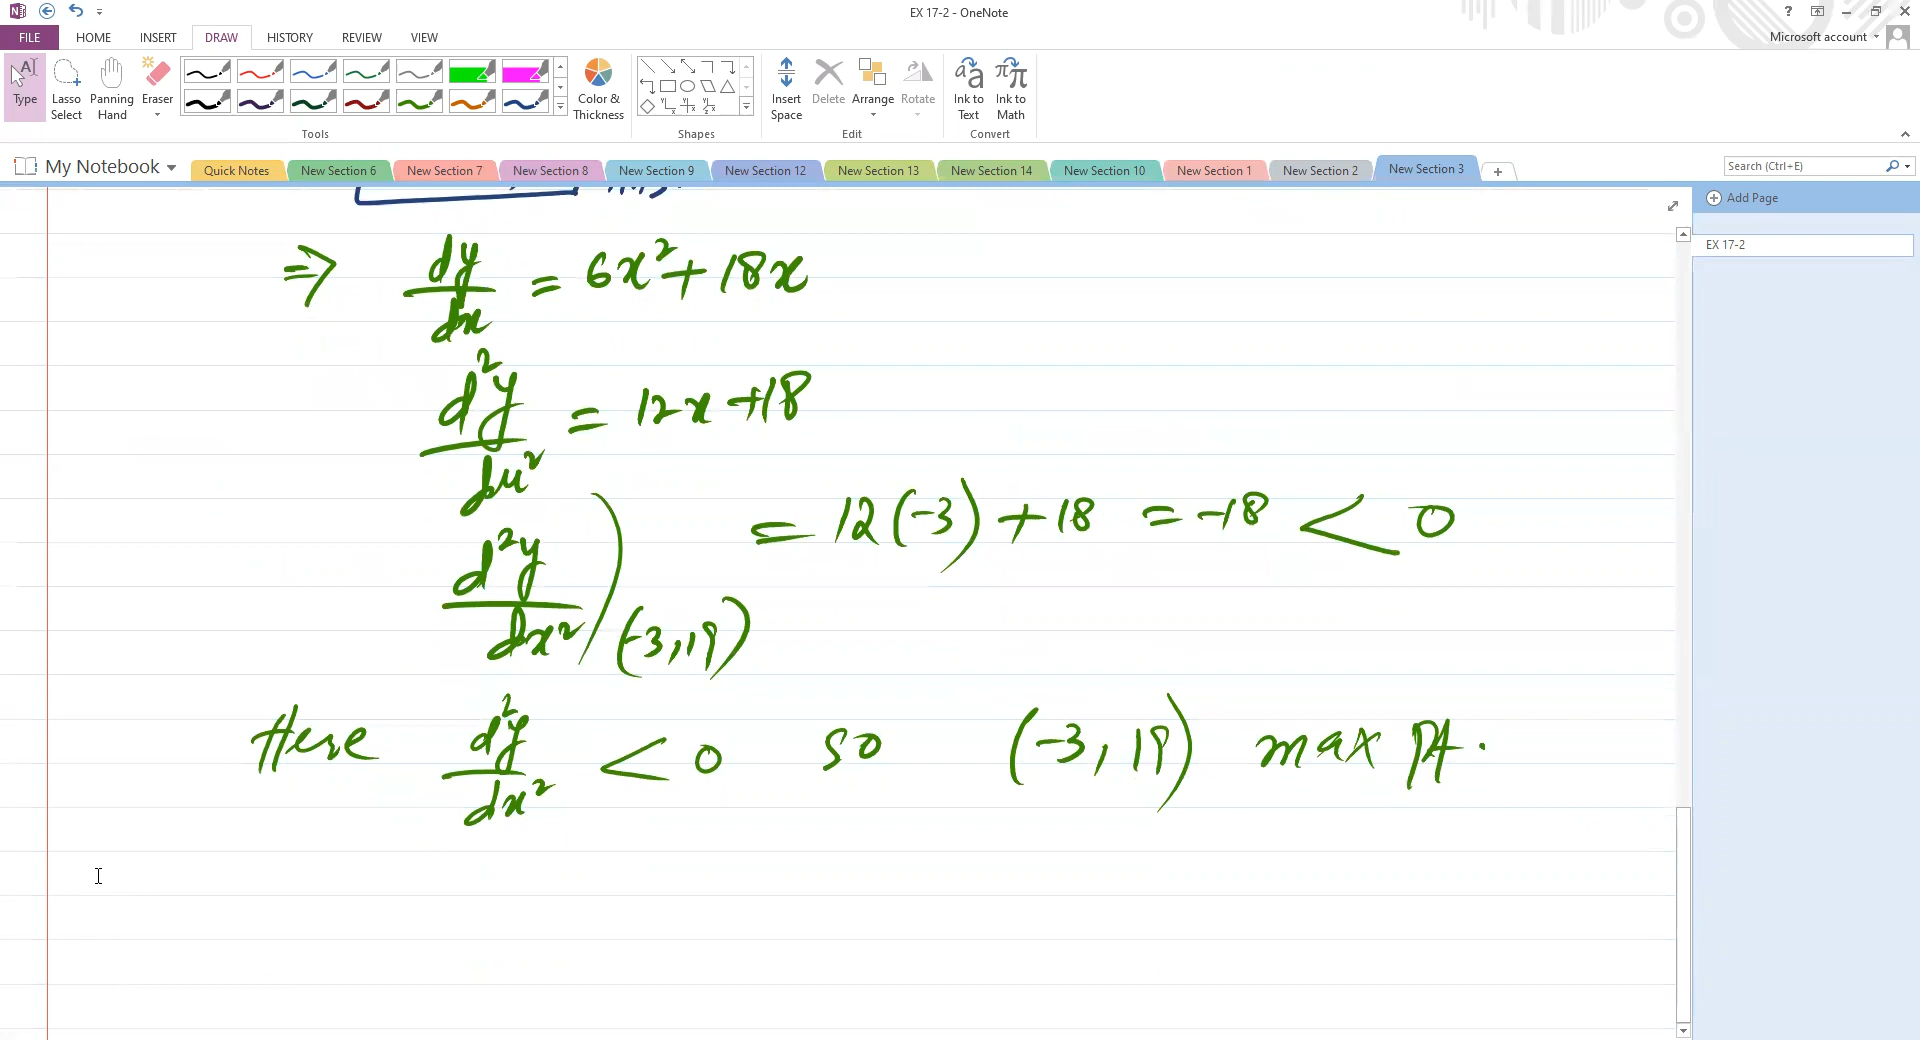 EX 17-2 - OneNote
FILE HOME INSERT DRAW HISTORY REVIEW VIEW
Microsoft account
Type
Lasso Select
Panning Hand
Eraser
Color & Thickness
Insert Space
Delete
Arrange
Rotate
Ink to Text
Ink to Math
Tools
Shapes
Edit
Convert
My Notebook
Quick Notes New Section 6 New Section 7 New Section 8 New Section 9 New Section 12 New Section 13 New Section 14 New Section 10 New Section 1 New Section 2 New Section 3
Search (Ctrl+E)
Add Page
EX 17-2
⇒ dy/dx = 6x² + 18x
d²y/dx² = 12x + 18
d²y/dx²)(-3, 19) = 12(-3) + 18 = -18 < 0
Here d²y/dx² < 0 so (-3, 19) max pt.